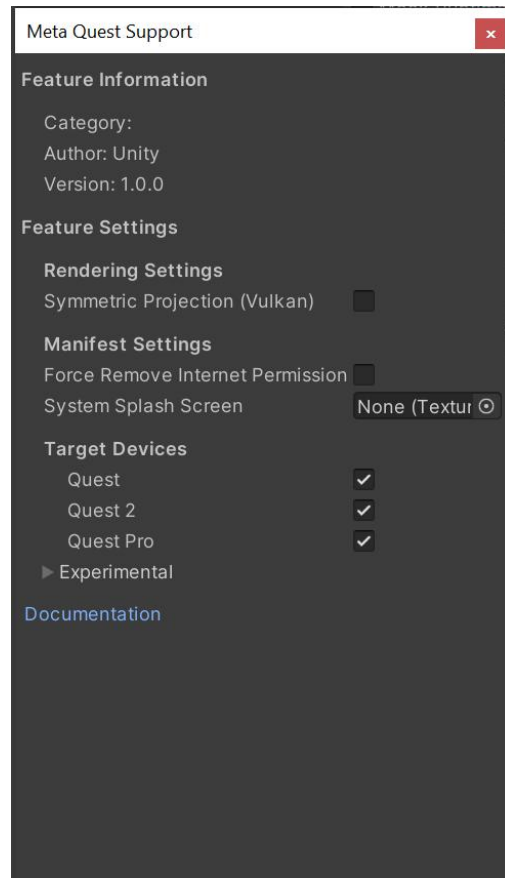 Meta Quest Support
x
Feature Information
Category:
Author: Unity
Version: 1.0.0
Feature Settings
Rendering Settings
Symmetric Projection (Vulkan)
Manifest Settings
Force Remove Internet Permission
System Splash Screen None (Textur
Target Devices
Quest
Quest 2
Quest Pro
Experimental
Documentation